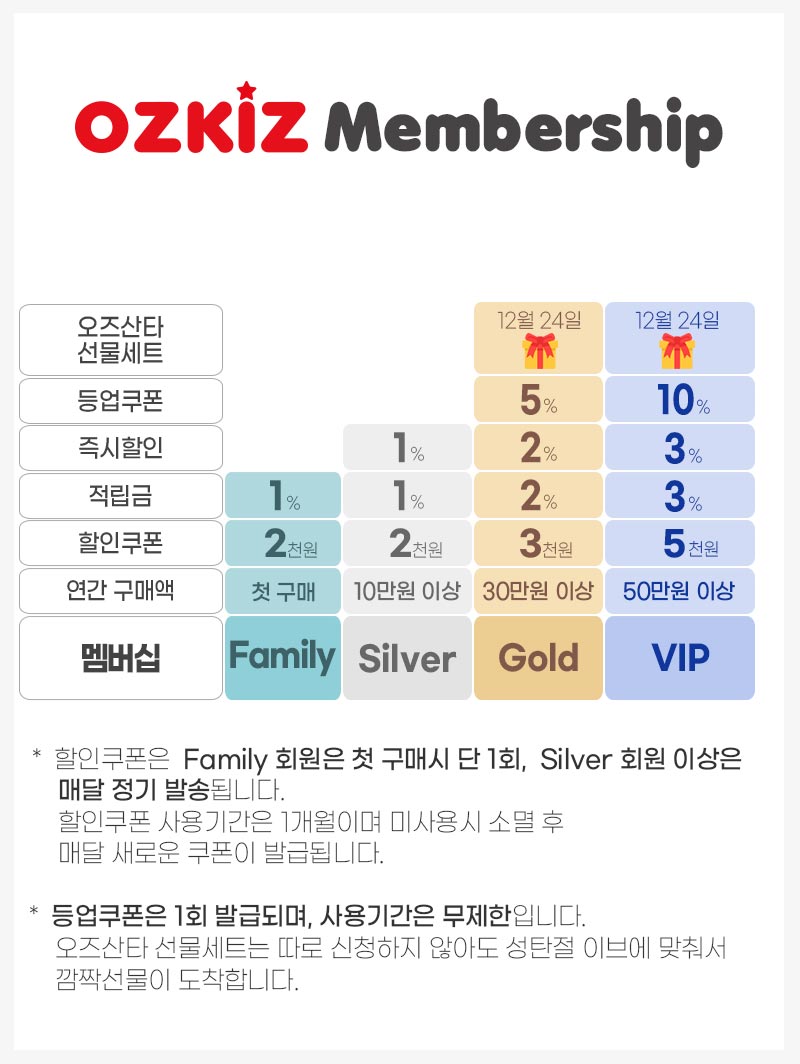 OZKIZ Membership
오즈산타
선물세트
12월 24일
12월 24일
등업쿠폰 5% 10%
즉시할인 1% 2% 3%
적립금 1% 1% 2% 3%
할인쿠폰 2천원 2천원 3천원 5천원
연간 구매액 첫 구매 10만원 이상 30만원 이상 50만원 이상
멤버십 Family Silver Gold VIP
* 할인쿠폰은 Family 회원은 첫 구매시 단 1회, Silver 회원 이상은
매달 정기 발송됩니다.
할인쿠폰 사용기간은 1개월이며 미사용시 소멸 후
매달 새로운 쿠폰이 발급됩니다.
* 등업쿠폰은 1회 발급되며, 사용기간은 무제한입니다.
오즈산타 선물세트는 따로 신청하지 않아도 성탄절 이브에 맞춰서
깜짝선물이 도착합니다.